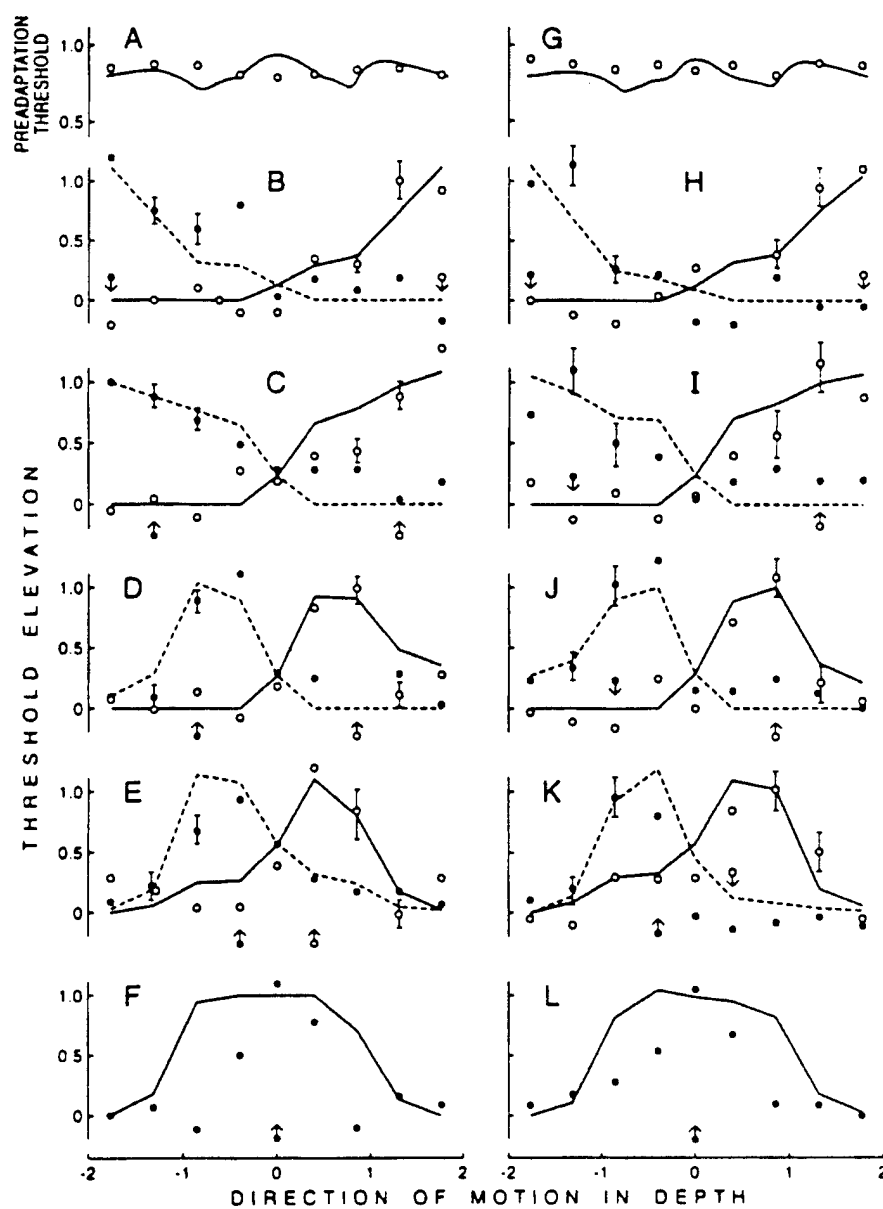 PREADAPTATION
THRESHOLD
THRESHOLD ELEVATION
A
1.0
0.5
G
B
1.0
0.5
0
H
C
1.0
0.5
0
I
D
1.0
0.5
0
J
E
1.0
0.5
0
K
F
1.0
0.5
0
L
-2 -1 0 1 2
-2 -1 0 1 2
DIRECTION OF MOTION IN DEPTH